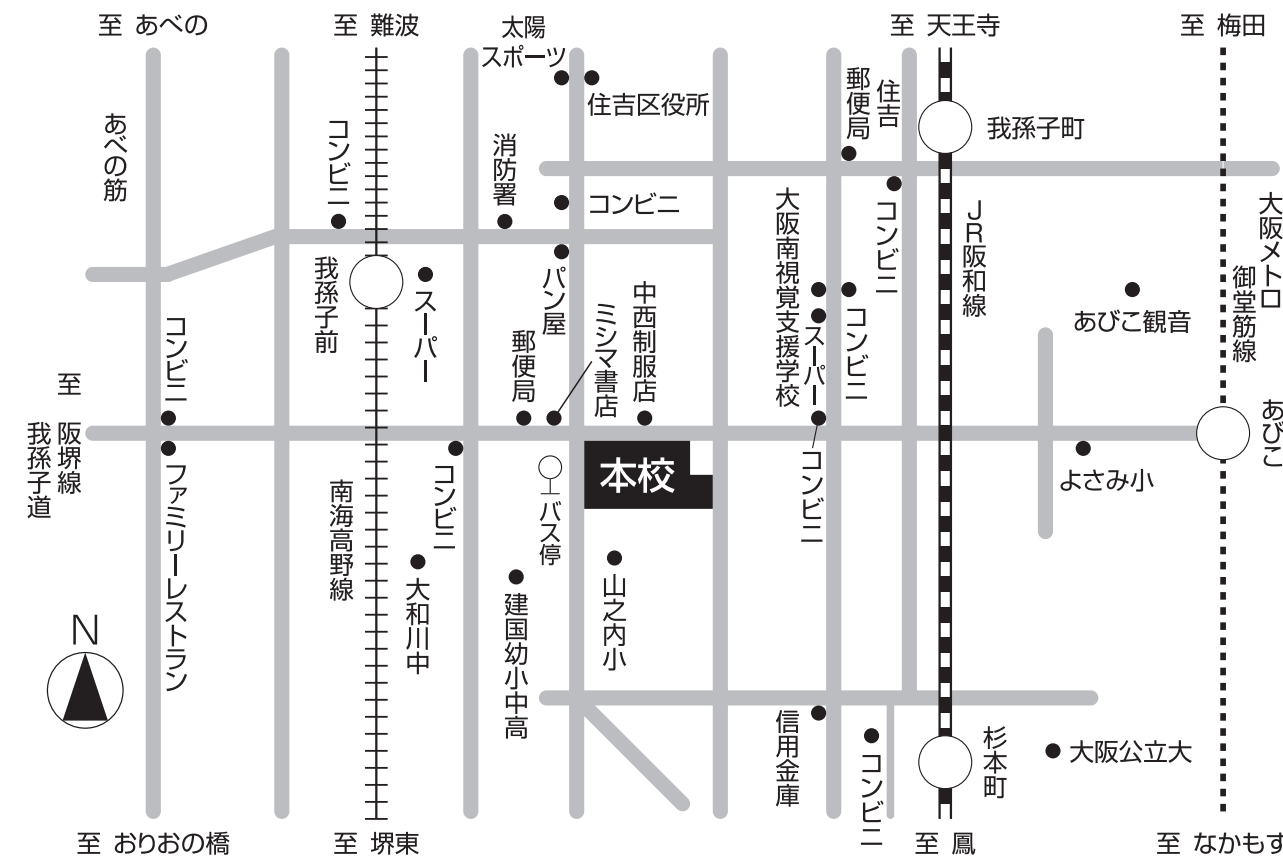 至 あべの
至 難波
太陽
スポーツ
至 天王寺
至 梅田
住吉区役所
住吉
郵便局
我孫子町
あべの筋
コンビニ
消防署
コンビニ
大阪南視覚支援学校
コンビニ
JR阪和線
大阪メトロ
御堂筋線
我孫子前
スーパー
パン屋
ミシマ書店
中西制服店
郵便局
スーパー
コンビニ
あびこ観音
コンビニ
至
阪堺線
我孫子道
あびこ
ファミリーレストラン
南海高野線
コンビニ
バス停
本校
コンビニ
よさみ小
大和川中
建国幼小中高
山之内小
N
信用金庫
コンビニ
杉本町
大阪公立大
至 おりおの橋
至 堺東
至 鳳
至 なかもず